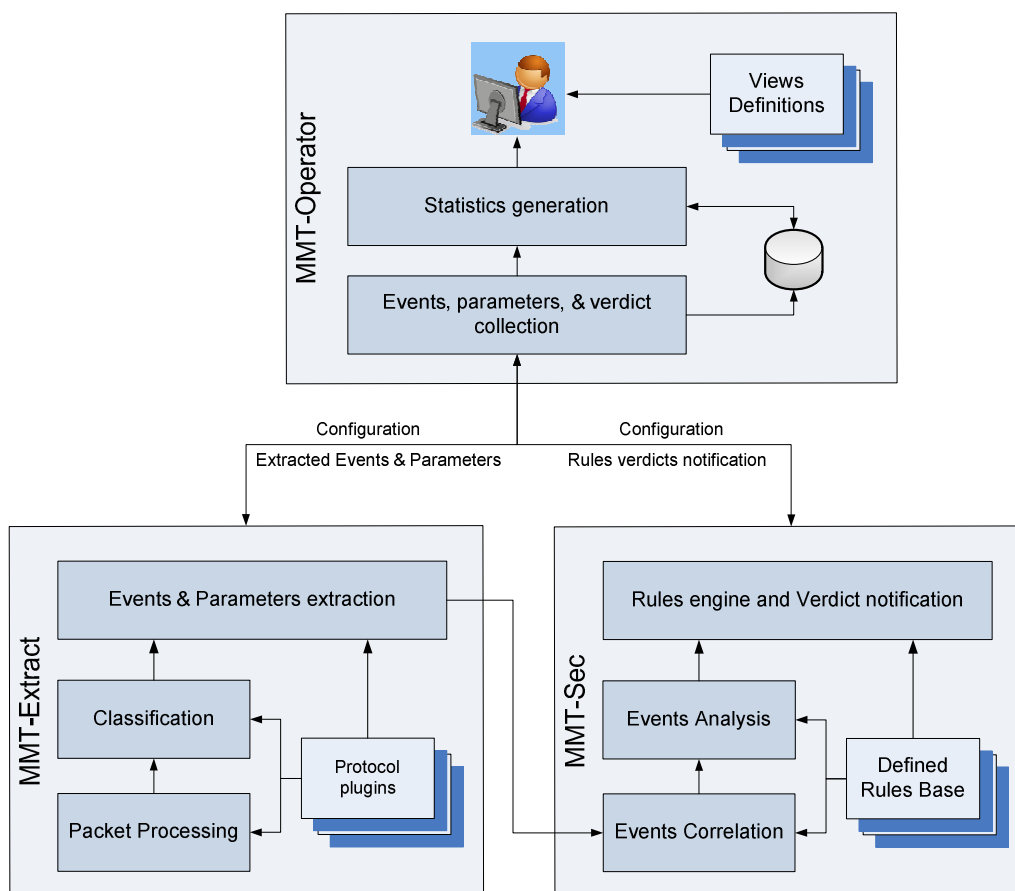 MMT-Operator
Views
Definitions
Statistics generation
Events, parameters, & verdict
collection
Configuration
Extracted Events & Parameters
Configuration
Rules verdicts notification
MMT-Extract
Events & Parameters extraction
Classification
Protocol
plugins
Packet Processing
MMT-Sec
Rules engine and Verdict notification
Events Analysis
Defined
Rules Base
Events Correlation